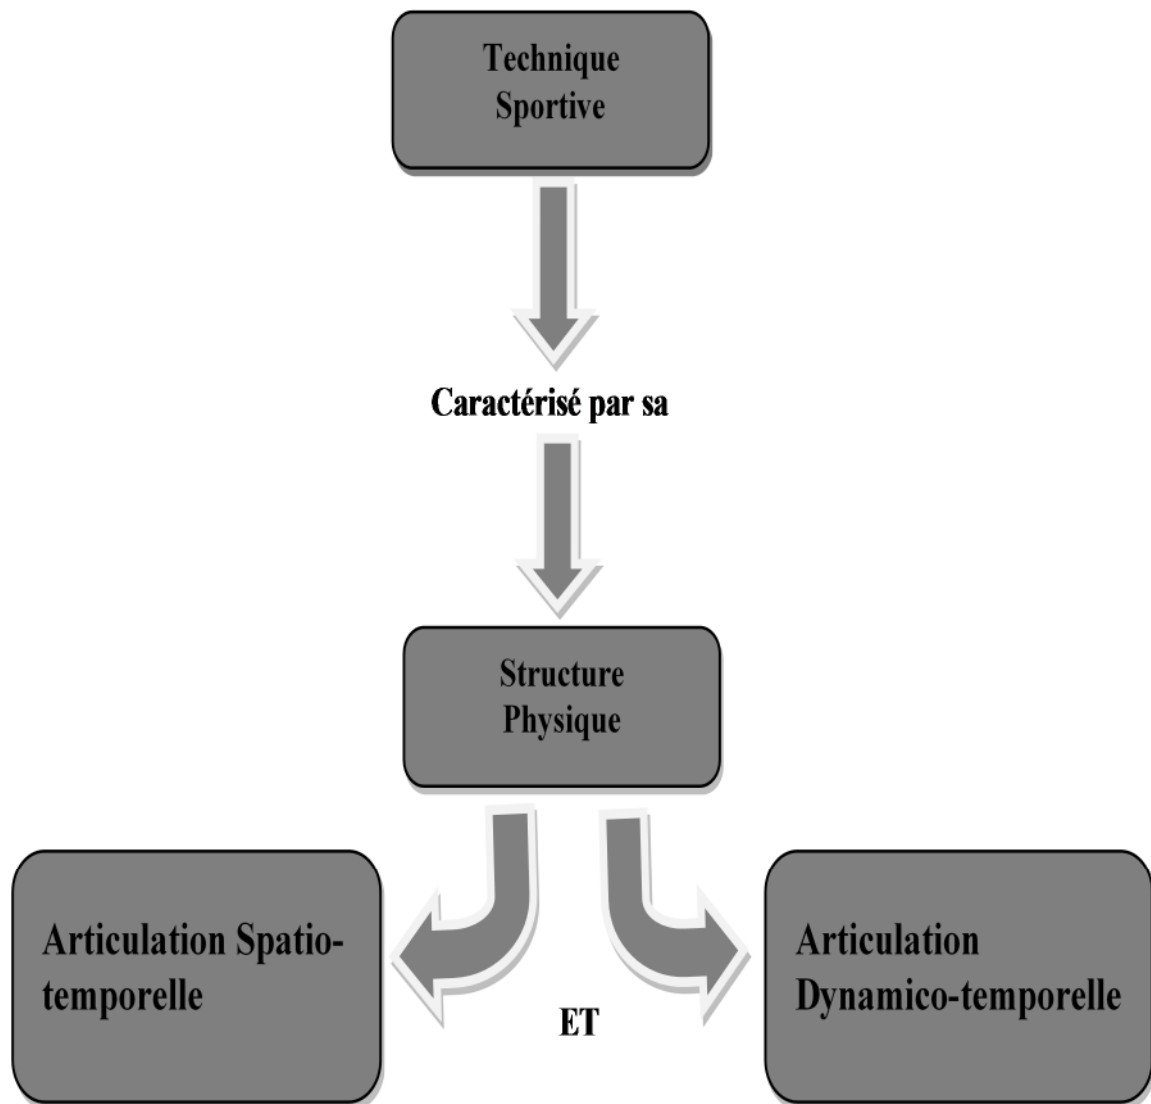 Technique
Sportive
Caractérisé par sa
Structure
Physique
Articulation Spatio-
temporelle
ET
Articulation
Dynamico-temporelle